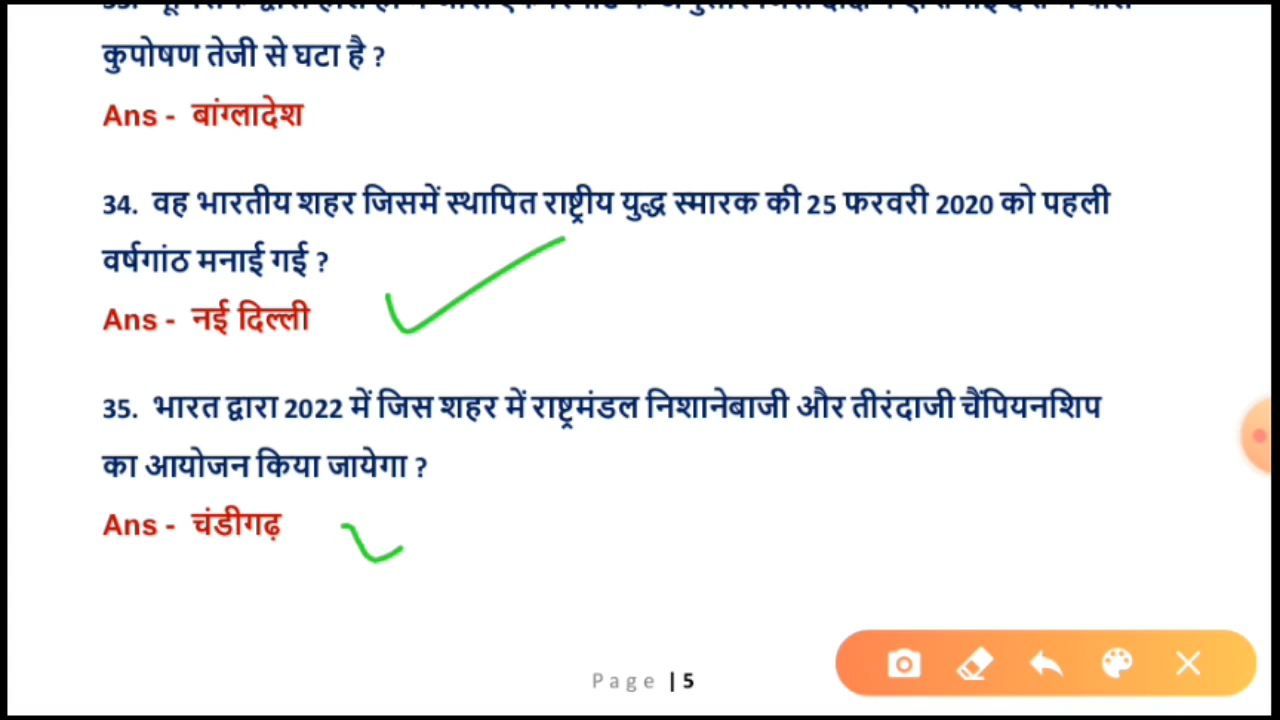 कुपोषण तेजी से घटा है ?
Ans - बांग्लादेश
34. वह भारतीय शहर जिसमें स्थापित राष्ट्रीय युद्ध स्मारक की 25 फरवरी 2020 को पहली
वर्षगांठ मनाई गई ?
Ans - नई दिल्ली
35. भारत द्वारा 2022 में जिस शहर में राष्ट्रमंडल निशानेबाजी और तीरंदाजी चैंपियनशिप
का आयोजन किया जायेगा ?
Ans - चंडीगढ़
Page | 5